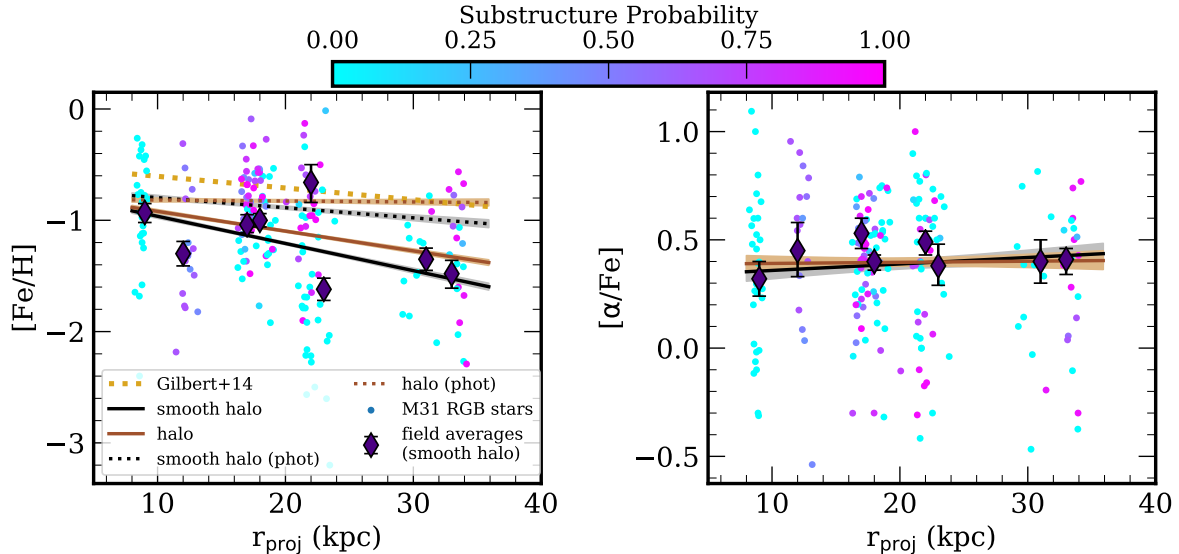 Substructure Probability
0.00 0.25 0.50 0.75 1.00
0
−1
−2
−3
[Fe/H]
Gilbert+14
smooth halo
halo
smooth halo (phot)
halo (phot)
M31 RGB stars
field averages
(smooth halo)
10 20 30 40
r_proj (kpc)
1.0
0.5
0.0
−0.5
[α/Fe]
10 20 30 40
r_proj (kpc)